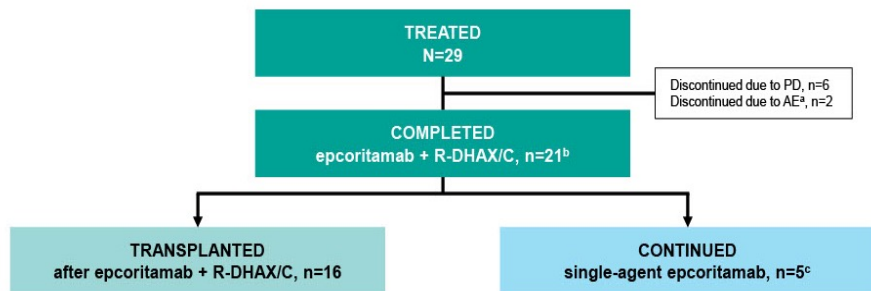 TREATED
N=29
Discontinued due to PD, n=6
Discontinued due to AEᵃ, n=2
COMPLETED
epcoritamab + R-DHAX/C, n=21ᵇ
TRANSPLANTED
after epcoritamab + R-DHAX/C, n=16
CONTINUED
single-agent epcoritamab, n=5ᶜ